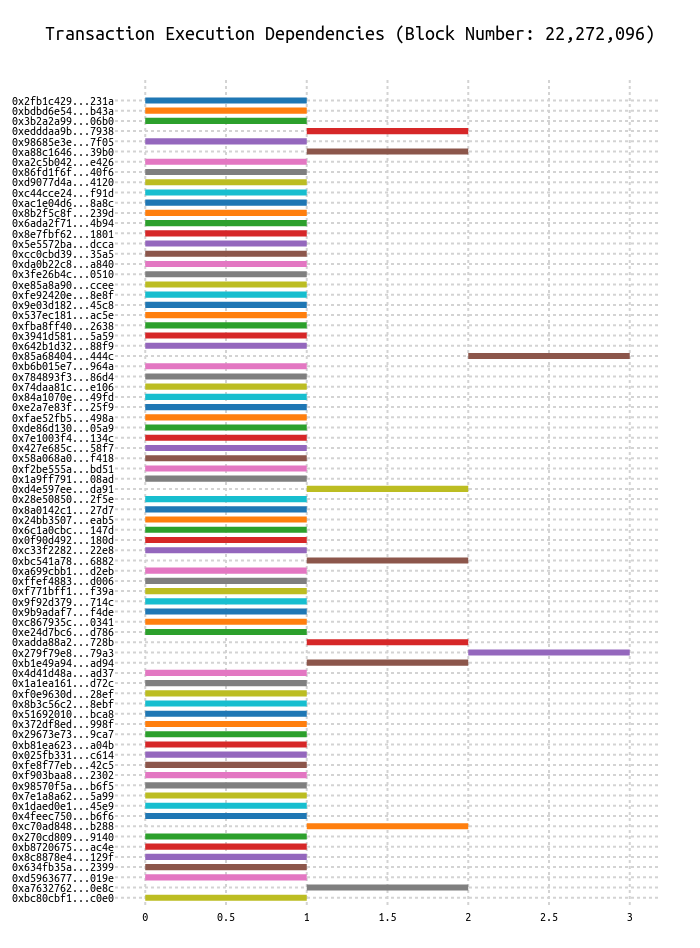 Transaction Execution Dependencies (Block Number: 22,272,096)
0x2fb1c429...231a
0xbdbd6e54...b43a
0x3b2a2a99...06b0
0xedddaa9b...7938
0x98685e3e...7f05
0xa88c1646...39b0
0xa2c5b042...e426
0x86fd1f6f...40f6
0xd9077d4a...4120
0xc44cce24...f91d
0xac1e04d6...8a8c
0x8b2f5c8f...239d
0x6ada2f71...4b94
0x8e7fbf62...1801
0x5e5572ba...dcca
0xcc0cbd39...35a5
0xda0b22c8...a840
0x3fe26b4c...0510
0xe85a8a90...ccee
0xfe92420e...8e8f
0x9e03d182...45c8
0x537ec181...ac5e
0xfba8ff40...2638
0x3941d581...5a59
0x642b1d32...88f9
0x85a68404...444c
0xb6b015e7...964a
0x784893f3...86d4
0x74daa81c...e106
0x84a1070e...49fd
0xe2a7e83f...25f9
0xfae52fb5...498a
0xde86d130...05a9
0x7e1003f4...134c
0x427e685c...58f7
0x58a068a0...f418
0xf2be555a...bd51
0x1a9ff791...08ad
0xd4e597ee...da91
0x28e50850...2f5e
0x8a0142c1...27d7
0x24bb3507...eab5
0x6c1a0cbc...147d
0x0f90d492...180d
0xc33f2282...22e8
0xbc541a78...6882
0xa699cbb1...d2eb
0xffef4883...d006
0xf771bff1...f39a
0x9f92d379...714c
0x9b9adaf7...f4de
0xc867935c...0341
0xe24d7bc6...d786
0xadda88a2...728b
0x279f79e8...79a3
0xb1e49a94...ad94
0x4d41d48a...ad37
0x1a1ea161...d72c
0xf0e9630d...28ef
0x8b3c56c2...8ebf
0x51692010...bca8
0x372df8ed...998f
0x29673e73...9ca7
0xb81ea623...a04b
0x025fb331...c614
0xfe8f77eb...42c5
0xf903baa8...2302
0x98570f5a...b6f5
0x7e1a8a62...5a99
0x1daed0e1...45e9
0x4feec750...b6f6
0xc70ad848...b288
0x270cd809...9140
0xb8720675...ac4e
0x8c8878e4...129f
0x634fb35a...2399
0xd5963677...019e
0xa7632762...0e8c
0xbc80cbf1...c0e0
0 0.5 1 1.5 2 2.5 3